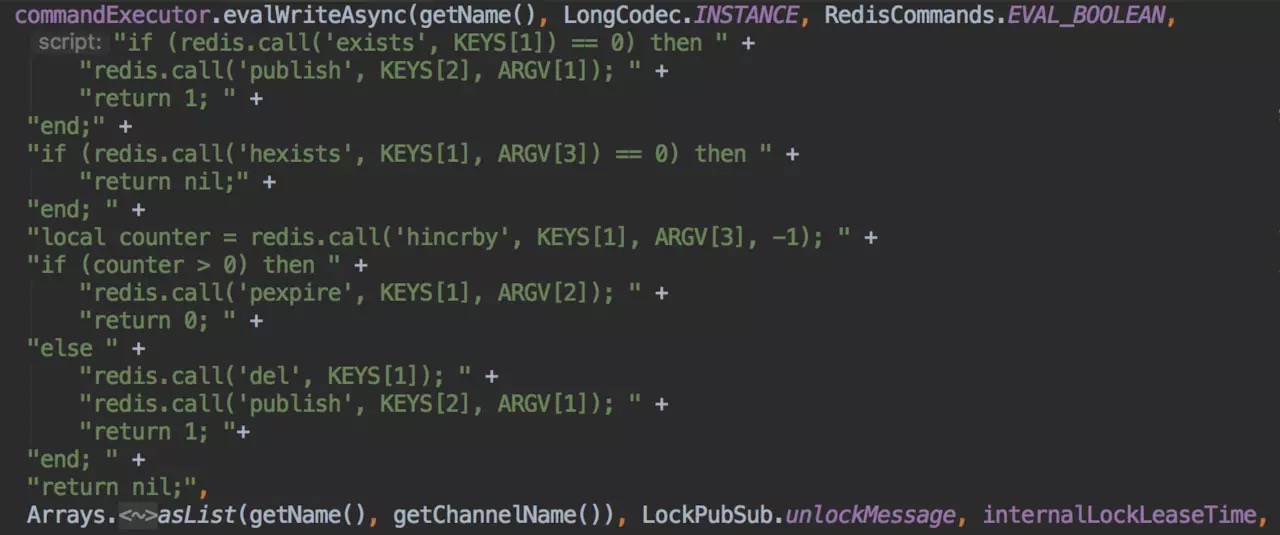 commandExecutor.evalWriteAsync(getName(), LongCodec.INSTANCE, RedisCommands.EVAL_BOOLEAN,
script: "if (redis.call('exists', KEYS[1]) == 0) then " +
"redis.call('publish', KEYS[2], ARGV[1]); " +
"return 1; " +
"end;" +
"if (redis.call('hexists', KEYS[1], ARGV[3]) == 0) then " +
"return nil;" +
"end; " +
"local counter = redis.call('hincrby', KEYS[1], ARGV[3], -1); " +
"if (counter > 0) then " +
"redis.call('pexpire', KEYS[1], ARGV[2]); " +
"return 0; " +
"else " +
"redis.call('del', KEYS[1]); " +
"redis.call('publish', KEYS[2], ARGV[1]); " +
"return 1; "+
"end; " +
"return nil;",
Arrays.<~>asList(getName(), getChannelName()), LockPubSub.unlockMessage, internalLockLeaseTime,